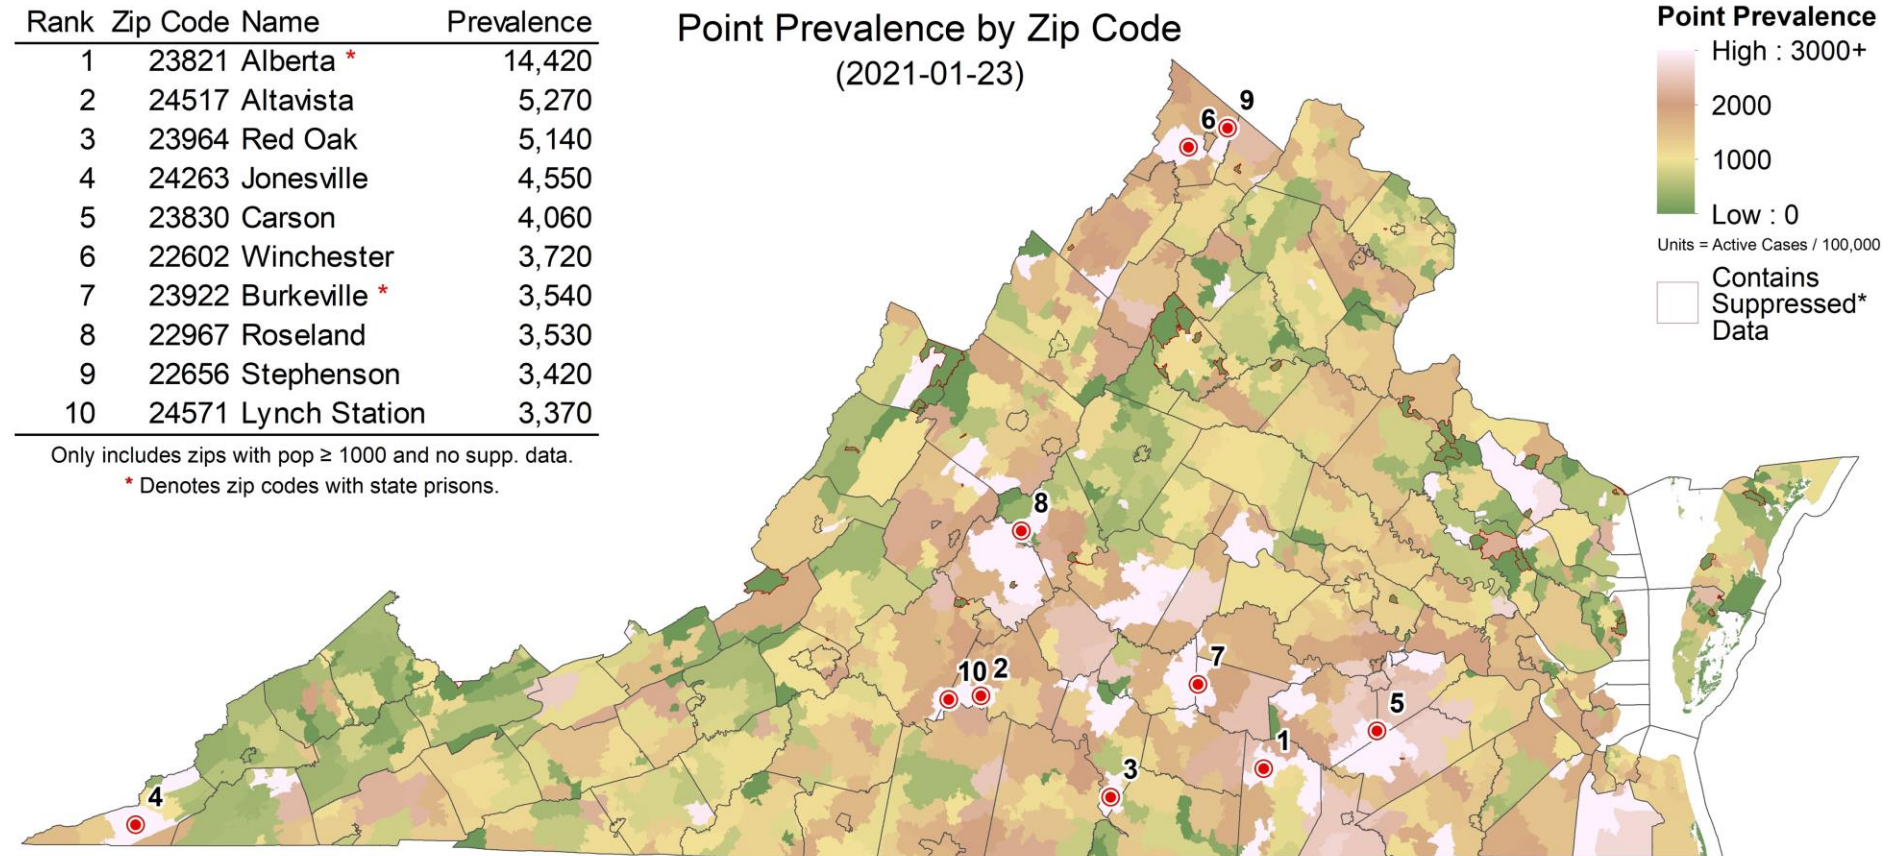 Rank Zip Code Name Prevalence
1 23821 Alberta * 14,420
2 24517 Altavista 5,270
3 23964 Red Oak 5,140
4 24263 Jonesville 4,550
5 23830 Carson 4,060
6 22602 Winchester 3,720
7 23922 Burkeville * 3,540
8 22967 Roseland 3,530
9 22656 Stephenson 3,420
10 24571 Lynch Station 3,370
Only includes zips with pop ≥ 1000 and no supp. data.
* Denotes zip codes with state prisons.
Point Prevalence by Zip Code
(2021-01-23)
Point Prevalence
High : 3000+
2000
1000
Low : 0
Units = Active Cases / 100,000
Contains
Suppressed*
Data
9
6
8
7
10 2
5
1
3
4